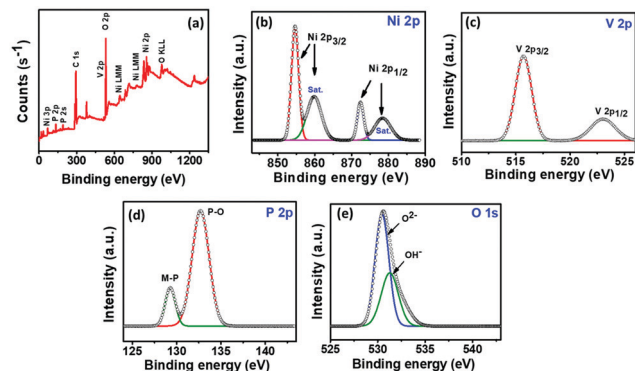 (a)
Counts (s⁻¹)
Ni 3p
P 2p
P 2s
C 1s
V 2p
O 2p
Ni LMM
Ni LMM
Ni 2p
O KLL
0 300 600 900 1200
Binding energy (eV)
(b) Ni 2p
Intensity (a.u.)
Ni 2p3/2
Sat.
Ni 2p1/2
Sat.
850 860 870 880 890
Binding energy (eV)
(c) V 2p
Intensity (a.u.)
V 2p3/2
V 2p1/2
510 515 520 525
Binding energy (eV)
(d) P 2p
Intensity (a.u.)
M-P
P-O
125 130 135 140
Binding energy (eV)
(e) O 1s
Intensity (a.u.)
O²⁻
OH⁻
525 530 535 540
Binding energy (eV)